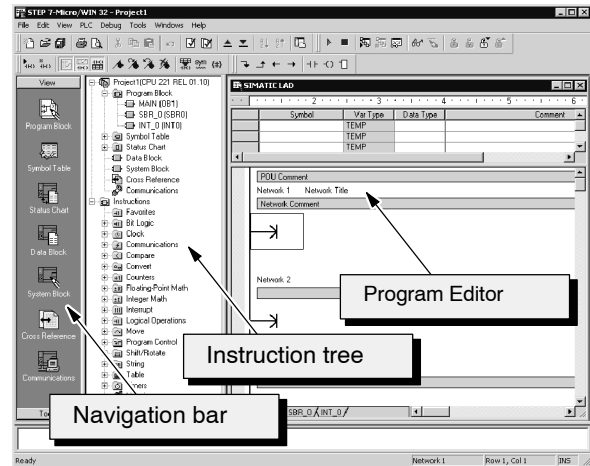 STEP 7-Micro/WIN 32 - Project1
File Edit View PLC Debug Tools Windows Help
View
Program Block
Symbol Table
Status Chart
Data Block
System Block
Cross Reference
Communications
Project1(CPU 221 REL 01.10)
Program Block
MAIN (OB1)
SBR_0 (SBR0)
INT_0 (INT0)
Symbol Table
Status Chart
Data Block
System Block
Cross Reference
Communications
Instructions
Favorites
Bit Logic
Clock
Communications
Compare
Convert
Counters
Floating-Point Math
Integer Math
Interrupt
Logical Operations
Move
Program Control
Shift/Rotate
String
Table
Timers
SIMATIC LAD
2 3 4 5 6
Symbol Var Type Data Type Comment
TEMP
TEMP
TEMP
POU Comment
Network 1 Network Title
Network Comment
Network 2
Program Editor
Instruction tree
Navigation bar
SBR_0 INT_0
Ready Network 1 Row 1, Col 1 INS